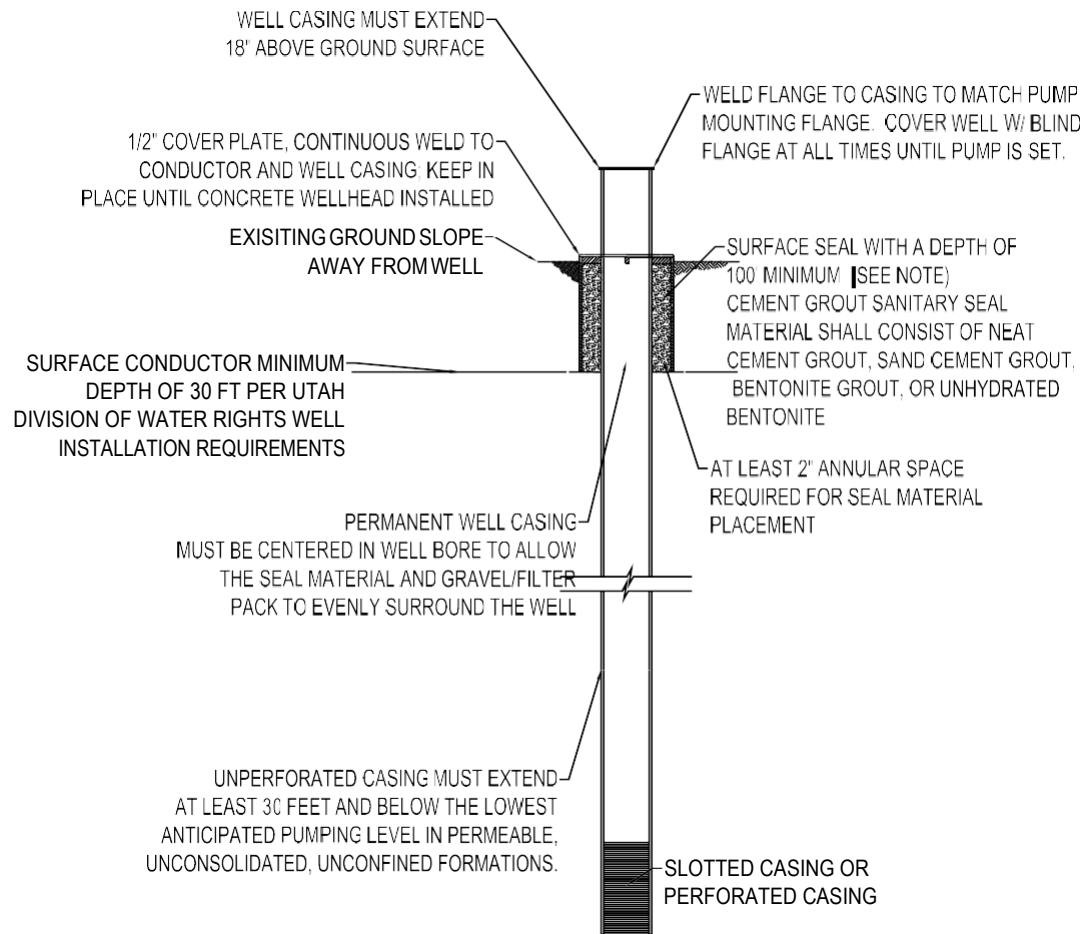 WELL CASING MUST EXTEND
18" ABOVE GROUND SURFACE
WELD FLANGE TO CASING TO MATCH PUMP
MOUNTING FLANGE. COVER WELL W/ BLIND
FLANGE AT ALL TIMES UNTIL PUMP IS SET.
1/2" COVER PLATE, CONTINUOUS WELD TO
CONDUCTOR AND WELL CASING; KEEP IN
PLACE UNTIL CONCRETE WELLHEAD INSTALLED
EXISITING GROUND SLOPE
AWAY FROM WELL
SURFACE SEAL WITH A DEPTH OF
100' MINIMUM (SEE NOTE)
CEMENT GROUT SANITARY SEAL
MATERIAL SHALL CONSIST OF NEAT
CEMENT GROUT, SAND CEMENT GROUT,
BENTONITE GROUT, OR UNHYDRATED
BENTONITE
SURFACE CONDUCTOR MINIMUM
DEPTH OF 30 FT PER UTAH
DIVISION OF WATER RIGHTS WELL
INSTALLATION REQUIREMENTS
AT LEAST 2" ANNULAR SPACE
REQUIRED FOR SEAL MATERIAL
PLACEMENT
PERMANENT WELL CASING
MUST BE CENTERED IN WELL BORE TO ALLOW
THE SEAL MATERIAL AND GRAVEL/FILTER
PACK TO EVENLY SURROUND THE WELL
UNPERFORATED CASING MUST EXTEND
AT LEAST 30 FEET AND BELOW THE LOWEST
ANTICIPATED PUMPING LEVEL IN PERMEABLE,
UNCONSOLIDATED, UNCONFINED FORMATIONS.
SLOTTED CASING OR
PERFORATED CASING